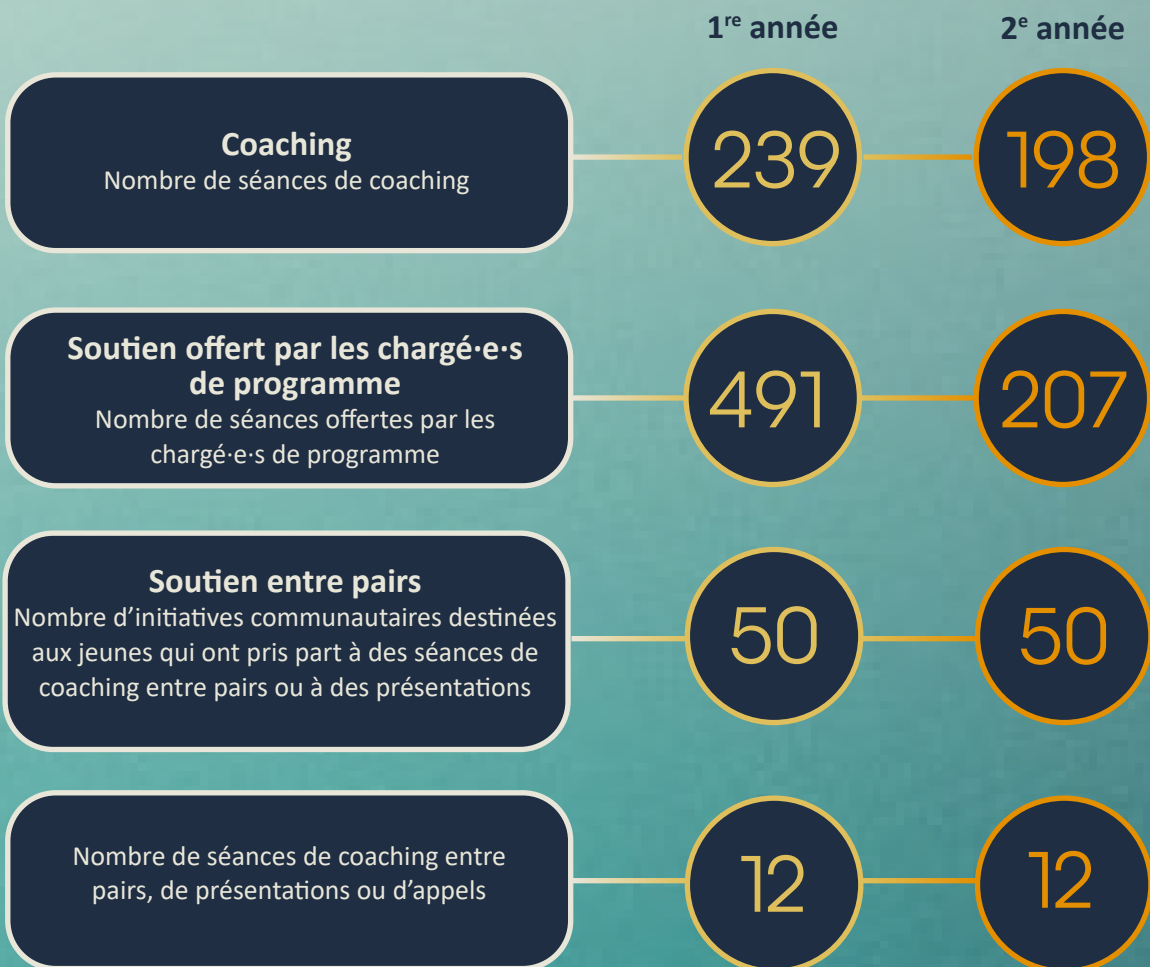 1re année 2e année
Coaching
Nombre de séances de coaching
239 198
Soutien offert par les chargé·e·s
de programme
Nombre de séances offertes par les
chargé·e·s de programme
491 207
Soutien entre pairs
Nombre d’initiatives communautaires destinées
aux jeunes qui ont pris part à des séances de
coaching entre pairs ou à des présentations
50 50
Nombre de séances de coaching entre
pairs, de présentations ou d’appels
12 12